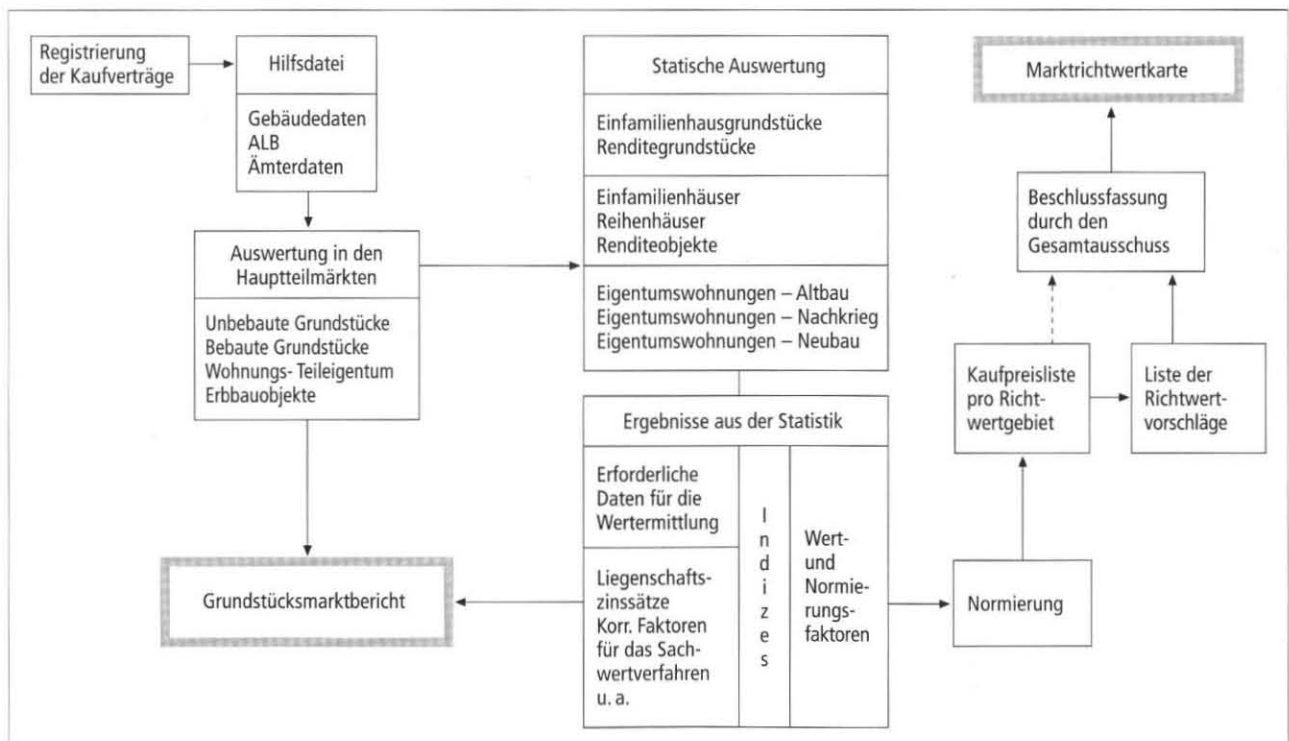 Registrierung
der Kaufverträge
Hilfsdatei
Gebäudedaten
ALB
Ämterdaten
Auswertung in den
Hauptteilmärkten
Unbebaute Grundstücke
Bebaute Grundstücke
Wohnungs- Teileigentum
Erbbauobjekte
Grundstücksmarktbericht
Statische Auswertung
Einfamilienhausgrundstücke
Renditegrundstücke
Einfamilienhäuser
Reihenhäuser
Renditeobjekte
Eigentumswohnungen – Altbau
Eigentumswohnungen – Nachkrieg
Eigentumswohnungen – Neubau
Ergebnisse aus der Statistik
Erforderliche
Daten für die
Wertermittlung
Liegenschafts-
zinssätze
Korr. Faktoren
für das Sach-
wertverfahren
u. a.
I
n
d
i
z
e
s
Wert-
und
Normie-
rungs-
faktoren
Normierung
Kaufpreisliste
pro Richt-
wertgebiet
Liste der
Richtwert-
vorschläge
Beschlussfassung
durch den
Gesamtausschuss
Marktrichtwertkarte